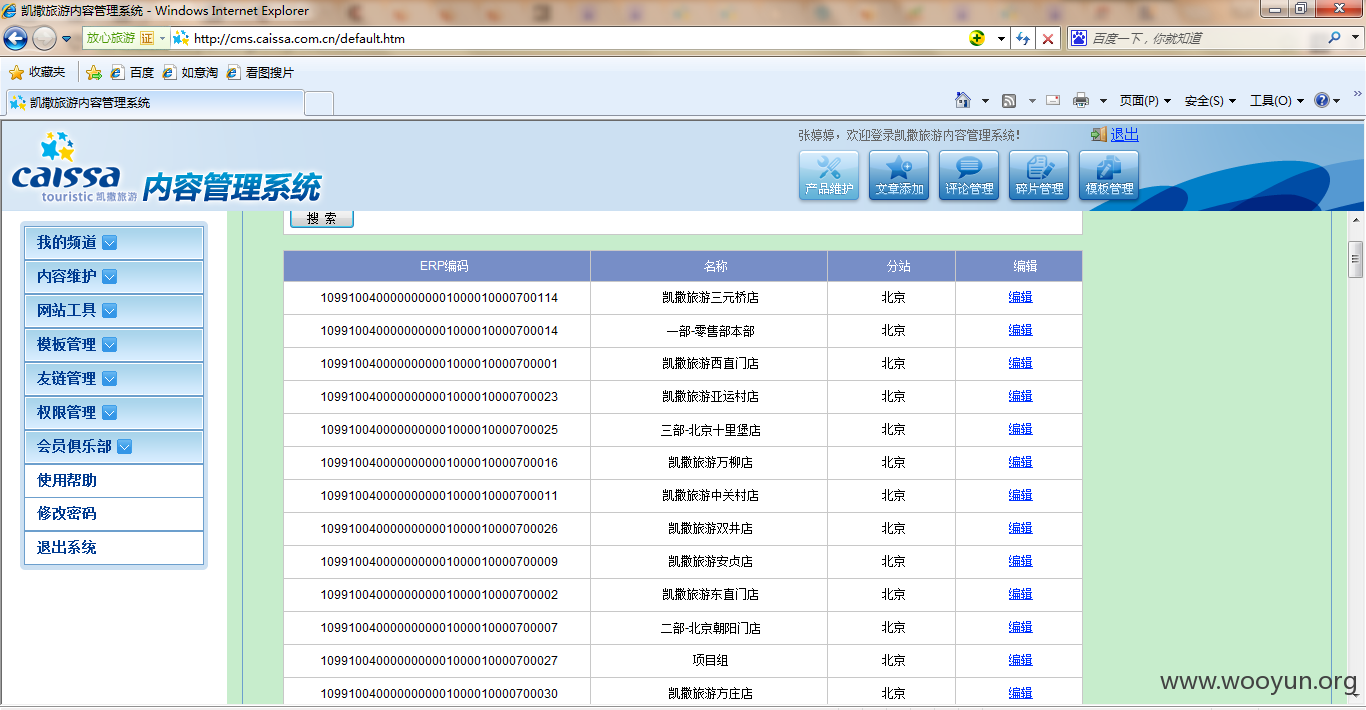 凯撒旅游内容管理系统 - Windows Internet Explorer
放心旅游 证 http://cms.caissa.com.cn/default.htm 百度一下，你就知道
收藏夹 百度 如意淘 看图搜片
凯撒旅游内容管理系统 页面(P) 安全(S) 工具(O)
张婷婷，欢迎登录凯撒旅游内容管理系统! 退出
caissa
touristic 凯撒旅游
内容管理系统
产品维护 文章添加 评论管理 碎片管理 模板管理
我的频道
内容维护
网站工具
模板管理
友链管理
权限管理
会员俱乐部
使用帮助
修改密码
退出系统
搜 索
ERP编码 名称 分站 编辑
1099100400000000001000010000700114 凯撒旅游三元桥店 北京 编辑
1099100400000000001000010000700014 一部-零售部本部 北京 编辑
1099100400000000001000010000700001 凯撒旅游西直门店 北京 编辑
1099100400000000001000010000700023 凯撒旅游亚运村店 北京 编辑
1099100400000000001000010000700025 三部-北京十里堡店 北京 编辑
1099100400000000001000010000700016 凯撒旅游万柳店 北京 编辑
1099100400000000001000010000700011 凯撒旅游中关村店 北京 编辑
1099100400000000001000010000700026 凯撒旅游双井店 北京 编辑
1099100400000000001000010000700009 凯撒旅游安贞店 北京 编辑
1099100400000000001000010000700002 凯撒旅游东直门店 北京 编辑
1099100400000000001000010000700007 二部-北京朝阳门店 北京 编辑
1099100400000000001000010000700027 项目组 北京 编辑
1099100400000000001000010000700030 凯撒旅游方庄店 北京 编辑
www.wooyun.org